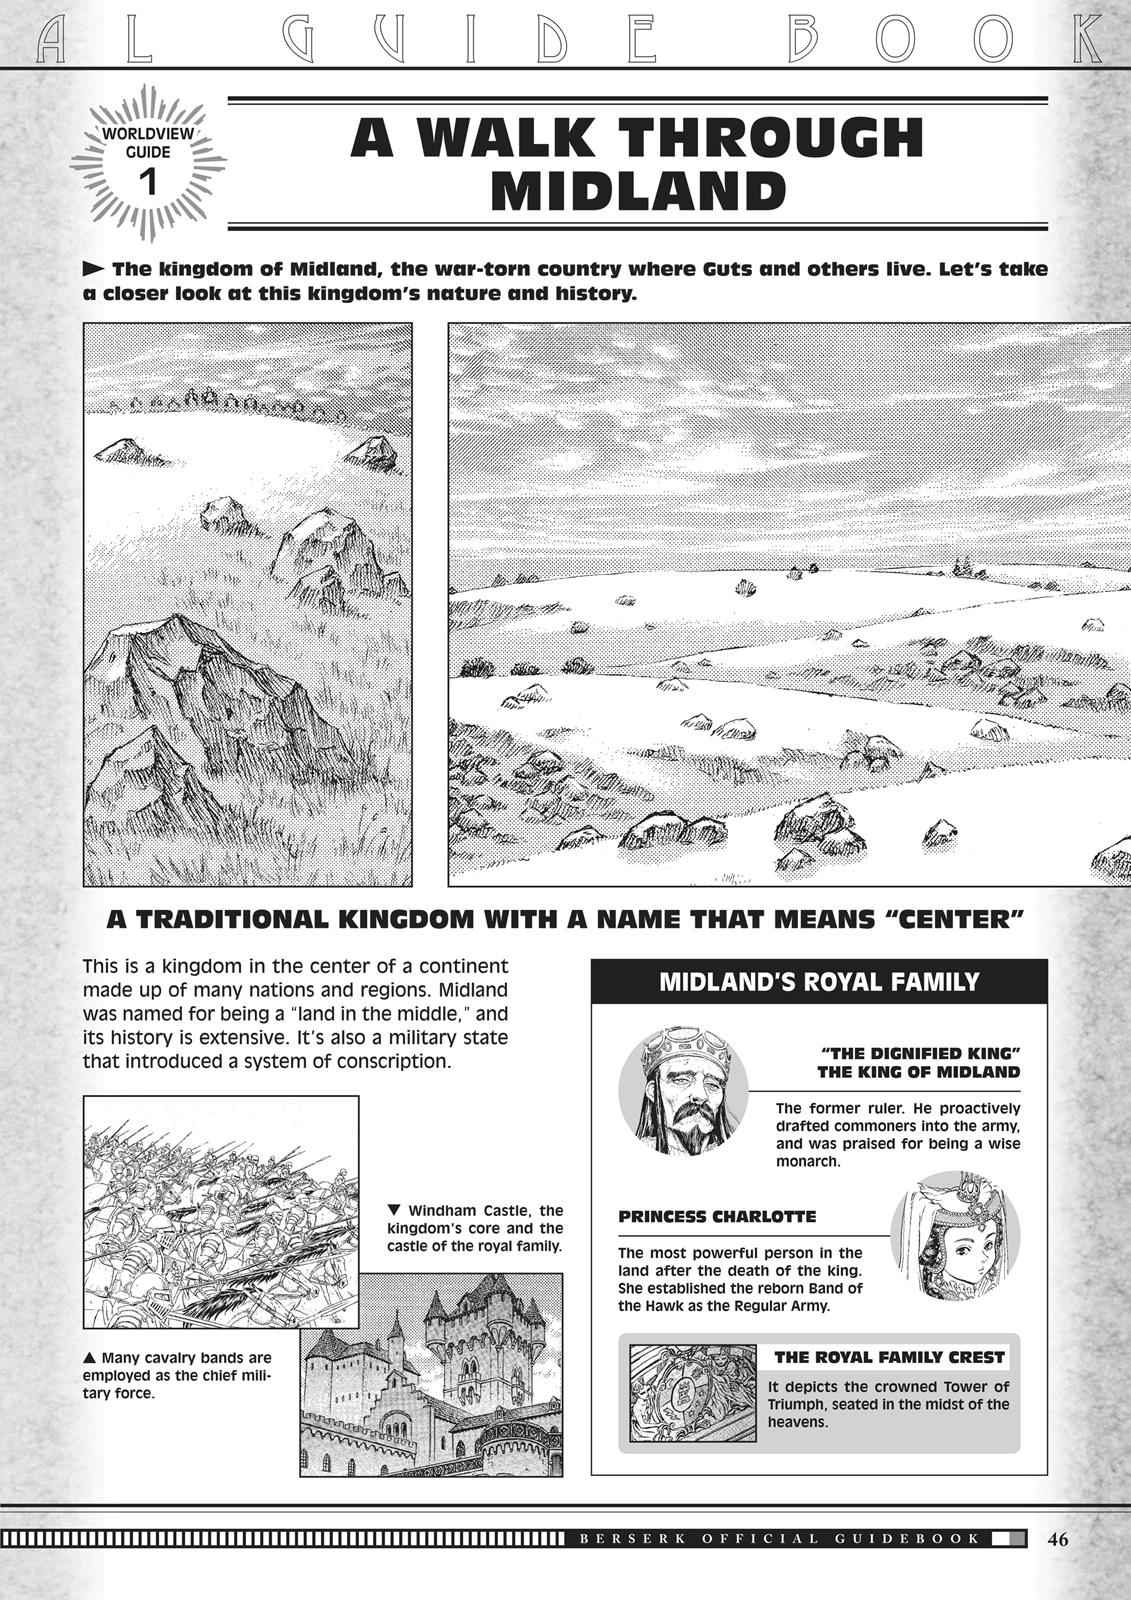 AL GUIDE BOOK
WORLDVIEW
GUIDE
1
A WALK THROUGH
MIDLAND
► The kingdom of Midland, the war-torn country where Guts and others live. Let's take
a closer look at this kingdom's nature and history.
A TRADITIONAL KINGDOM WITH A NAME THAT MEANS “CENTER”
This is a kingdom in the center of a continent
made up of many nations and regions. Midland
was named for being a “land in the middle,” and
its history is extensive. It's also a military state
that introduced a system of conscription.
▼ Windham Castle, the
kingdom's core and the
castle of the royal family.
▲ Many cavalry bands are
employed as the chief mili-
tary force.
MIDLAND'S ROYAL FAMILY
“THE DIGNIFIED KING”
THE KING OF MIDLAND
The former ruler. He proactively
drafted commoners into the army,
and was praised for being a wise
monarch.
PRINCESS CHARLOTTE
The most powerful person in the
land after the death of the king.
She established the reborn Band of
the Hawk as the Regular Army.
THE ROYAL FAMILY CREST
It depicts the crowned Tower of
Triumph, seated in the midst of the
heavens.
BERSERK OFFICIAL GUIDEBOOK
46